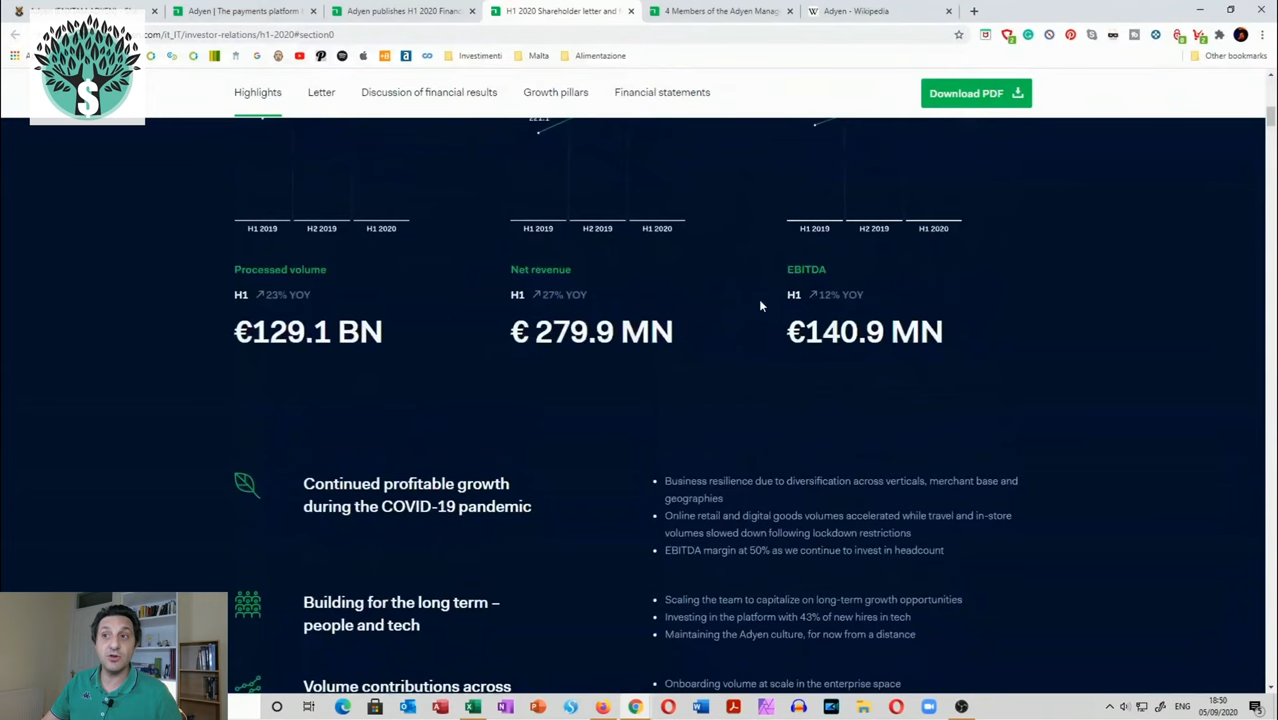 Adyen | The payments platform
Adyen publishes H1 2020 Financ
H1 2020 Shareholder letter and
4 Members of the Adyen Manag
Adyen - Wikipedia
com/it_IT/investor-relations/h1-2020#section0
Investimenti
Malta
Alimentazione
Other bookmarks
$
Highlights
Letter
Discussion of financial results
Growth pillars
Financial statements
Download PDF
221.1
H1 2019 H2 2019 H1 2020
H1 2019 H2 2019 H1 2020
H1 2019 H2 2019 H1 2020
Processed volume
H1 23% YOY
€129.1 BN
Net revenue
H1 27% YOY
€ 279.9 MN
EBITDA
H1 12% YOY
€140.9 MN
Continued profitable growth
during the COVID-19 pandemic
Business resilience due to diversification across verticals, merchant base and
geographies
Online retail and digital goods volumes accelerated while travel and in-store
volumes slowed down following lockdown restrictions
EBITDA margin at 50% as we continue to invest in headcount
Building for the long term –
people and tech
Scaling the team to capitalize on long-term growth opportunities
Investing in the platform with 43% of new hires in tech
Maintaining the Adyen culture, for now from a distance
Volume contributions across
Onboarding volume at scale in the enterprise space
ENG
18:50
05/09/2020